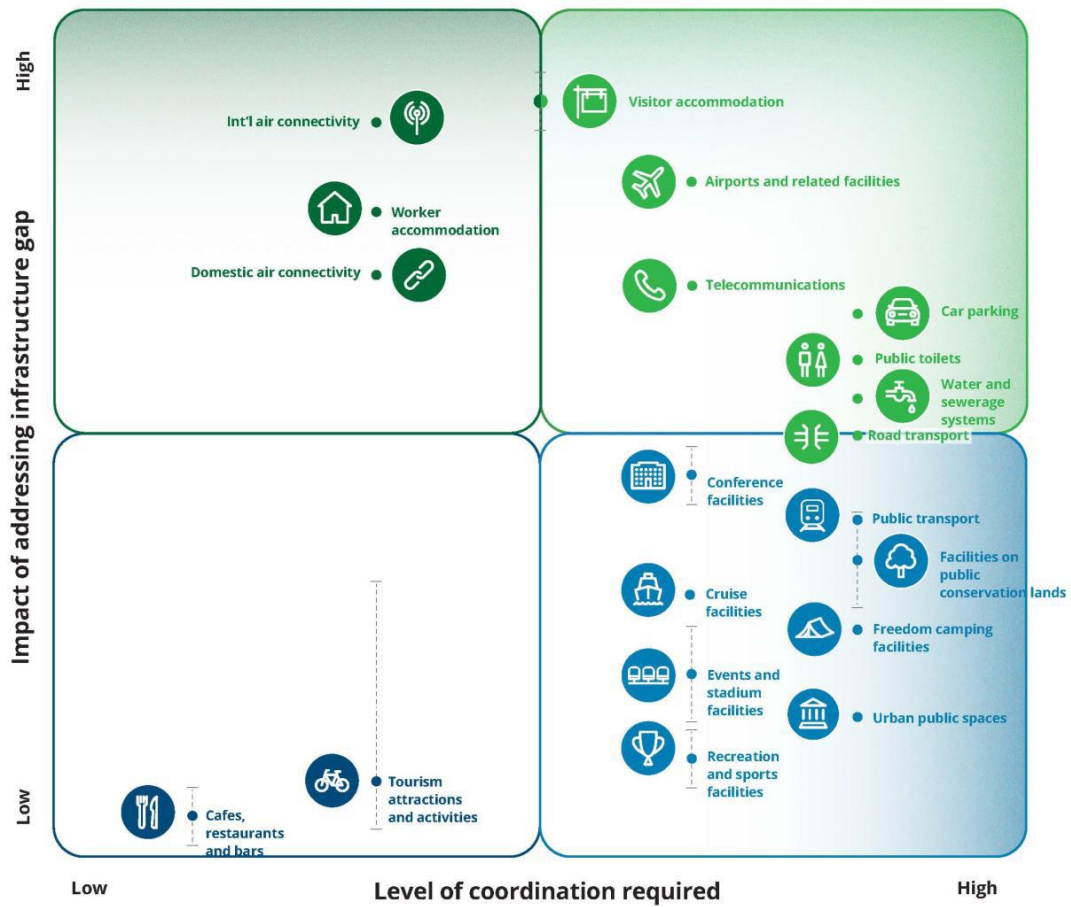 High
Impact of addressing infrastructure gap
Low
Int'l air connectivity
Worker
accommodation
Domestic air connectivity
Visitor accommodation
Airports and related facilities
Telecommunications
Car parking
Public toilets
Water and
sewerage
systems
Road transport
Conference
facilities
Public transport
Facilities on
public
conservation lands
Cruise
facilities
Freedom camping
facilities
Events and
stadium
facilities
Urban public spaces
Recreation
and sports
facilities
Tourism
attractions
and activities
Cafes,
restaurants
and bars
Low
Level of coordination required
High